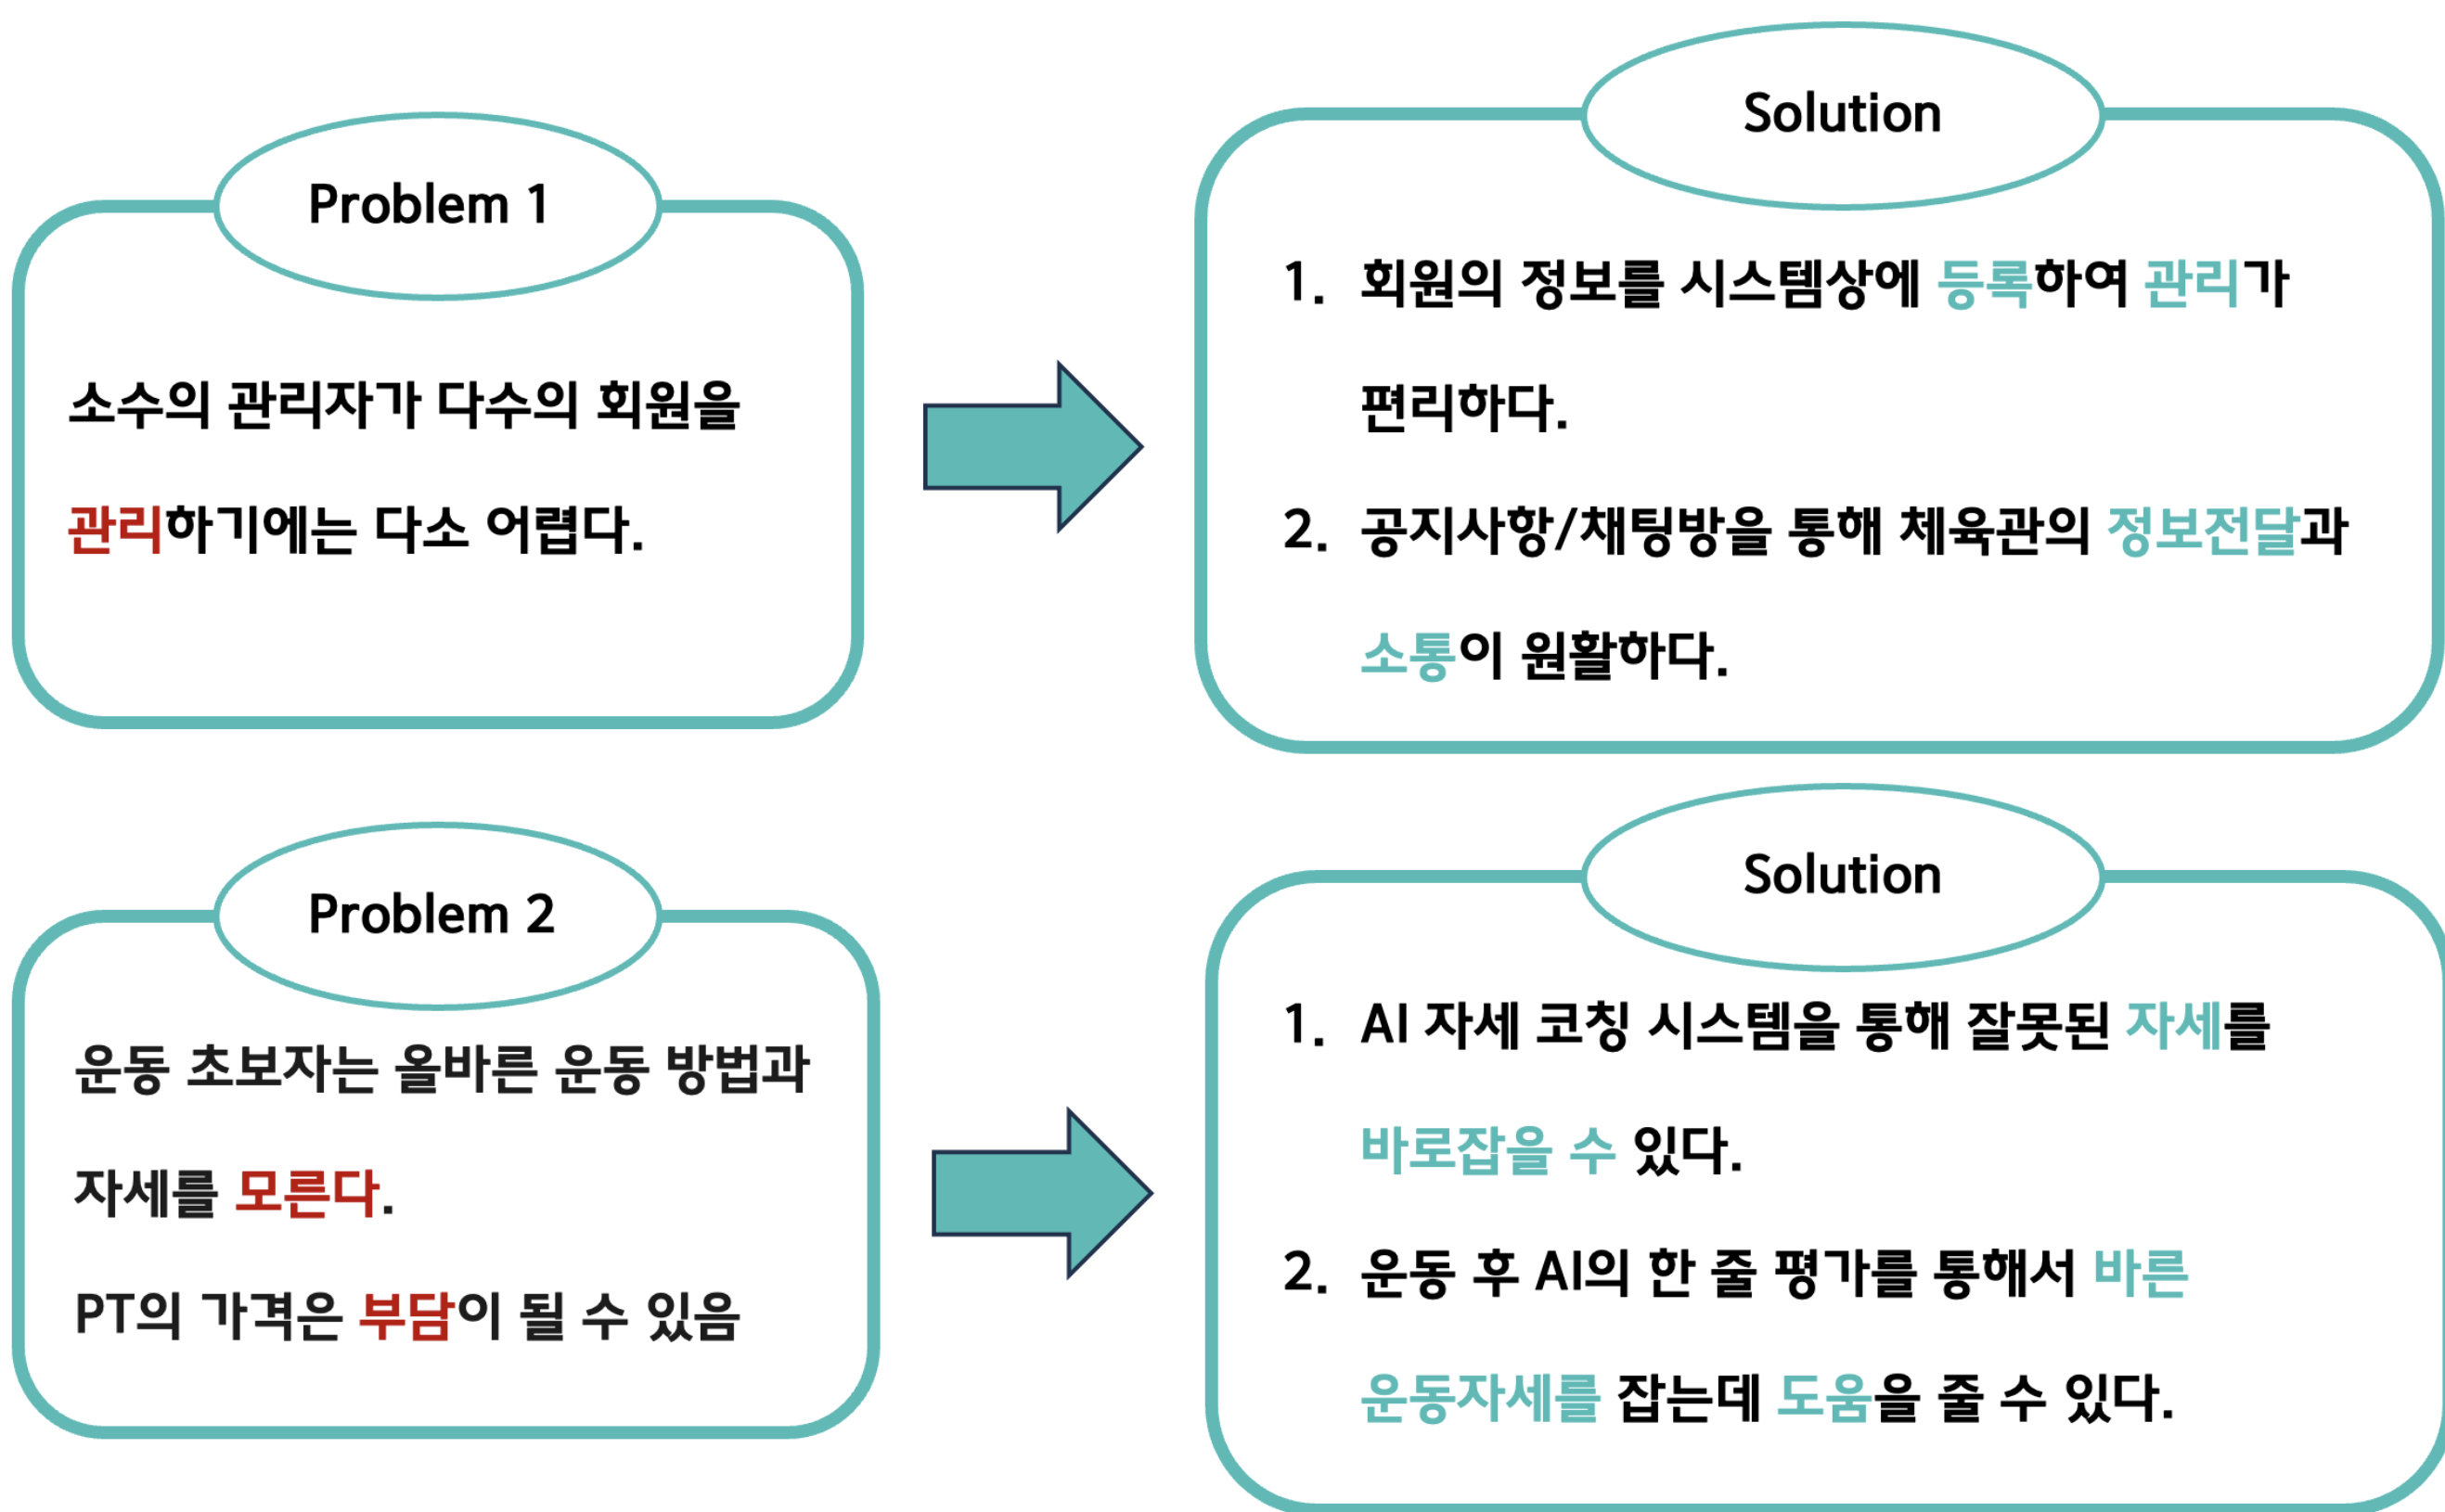 Problem 1
소수의 관리자가 다수의 회원을
관리하기에는 다소 어렵다.
Solution
1. 회원의 정보를 시스템상에 등록하여 관리가
편리하다.
2. 공지사항/채팅방을 통해 체육관의 정보전달과
소통이 원활하다.
Problem 2
운동 초보자는 올바른 운동 방법과
자세를 모른다.
PT의 가격은 부담이 될 수 있음
Solution
1. AI 자세 코칭 시스템을 통해 잘못된 자세를
바로잡을 수 있다.
2. 운동 후 AI의 한 줄 평가를 통해서 바른
운동자세를 잡는데 도움을 줄 수 있다.